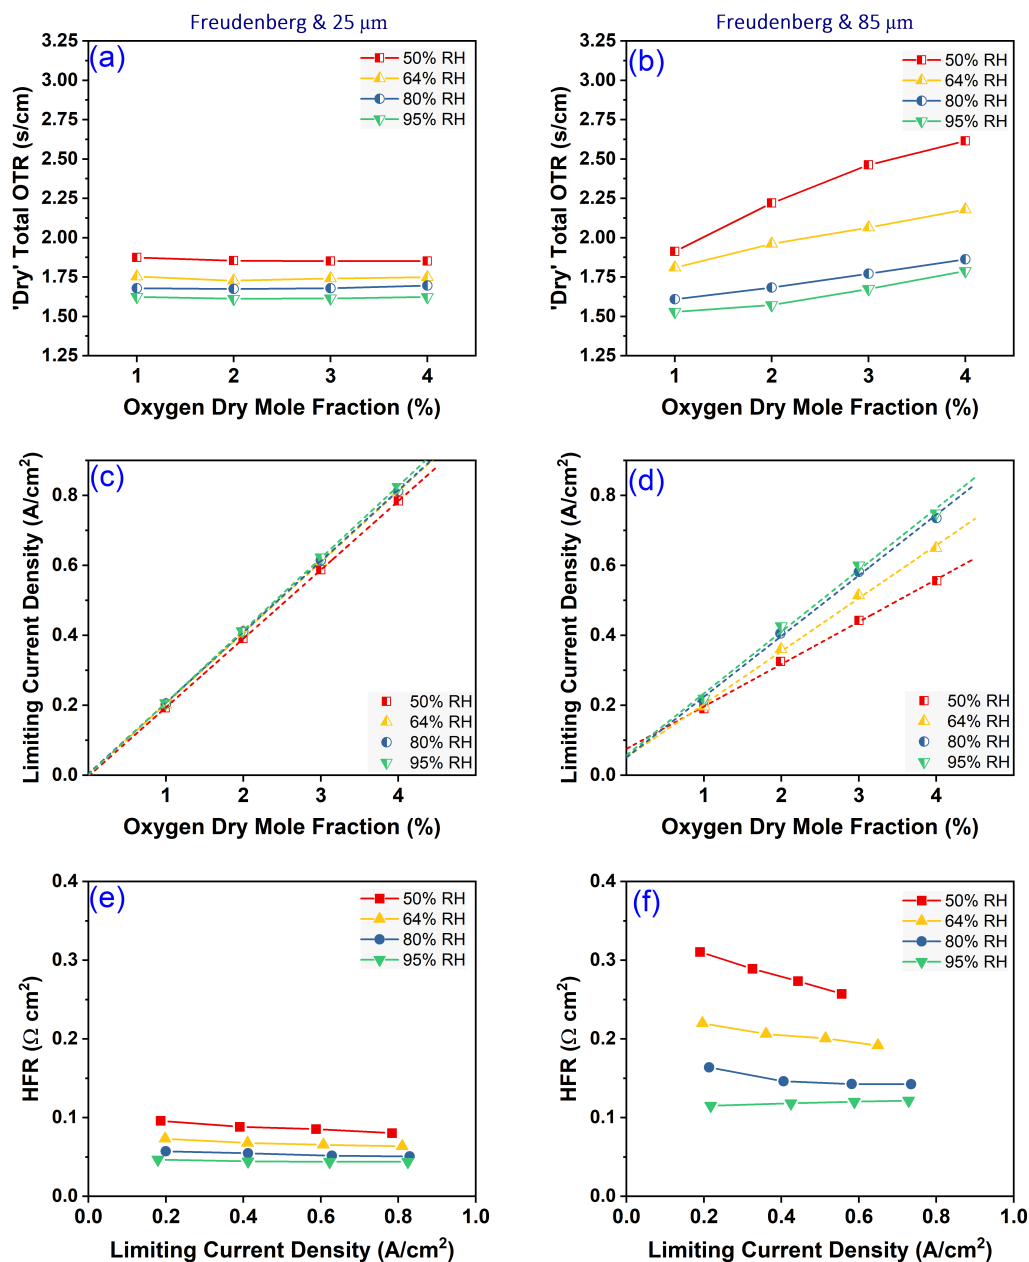 Freudenberg & 25 μm
Freudenberg & 85 μm
(a)
3.25
3.00
2.75
2.50
2.25
2.00
1.75
1.50
1.25
'Dry' Total OTR (s/cm)
50% RH
64% RH
80% RH
95% RH
1 2 3 4
Oxygen Dry Mole Fraction (%)
(b)
3.25
3.00
2.75
2.50
2.25
2.00
1.75
1.50
1.25
'Dry' Total OTR (s/cm)
50% RH
64% RH
80% RH
95% RH
1 2 3 4
Oxygen Dry Mole Fraction (%)
(c)
0.8
0.6
0.4
0.2
0.0
Limiting Current Density (A/cm²)
50% RH
64% RH
80% RH
95% RH
1 2 3 4
Oxygen Dry Mole Fraction (%)
(d)
0.8
0.6
0.4
0.2
0.0
Limiting Current Density (A/cm²)
50% RH
64% RH
80% RH
95% RH
1 2 3 4
Oxygen Dry Mole Fraction (%)
(e)
0.4
0.3
0.2
0.1
0.0
HFR (Ω cm²)
50% RH
64% RH
80% RH
95% RH
0.0 0.2 0.4 0.6 0.8 1.0
Limiting Current Density (A/cm²)
(f)
0.4
0.3
0.2
0.1
0.0
HFR (Ω cm²)
50% RH
64% RH
80% RH
95% RH
0.0 0.2 0.4 0.6 0.8 1.0
Limiting Current Density (A/cm²)